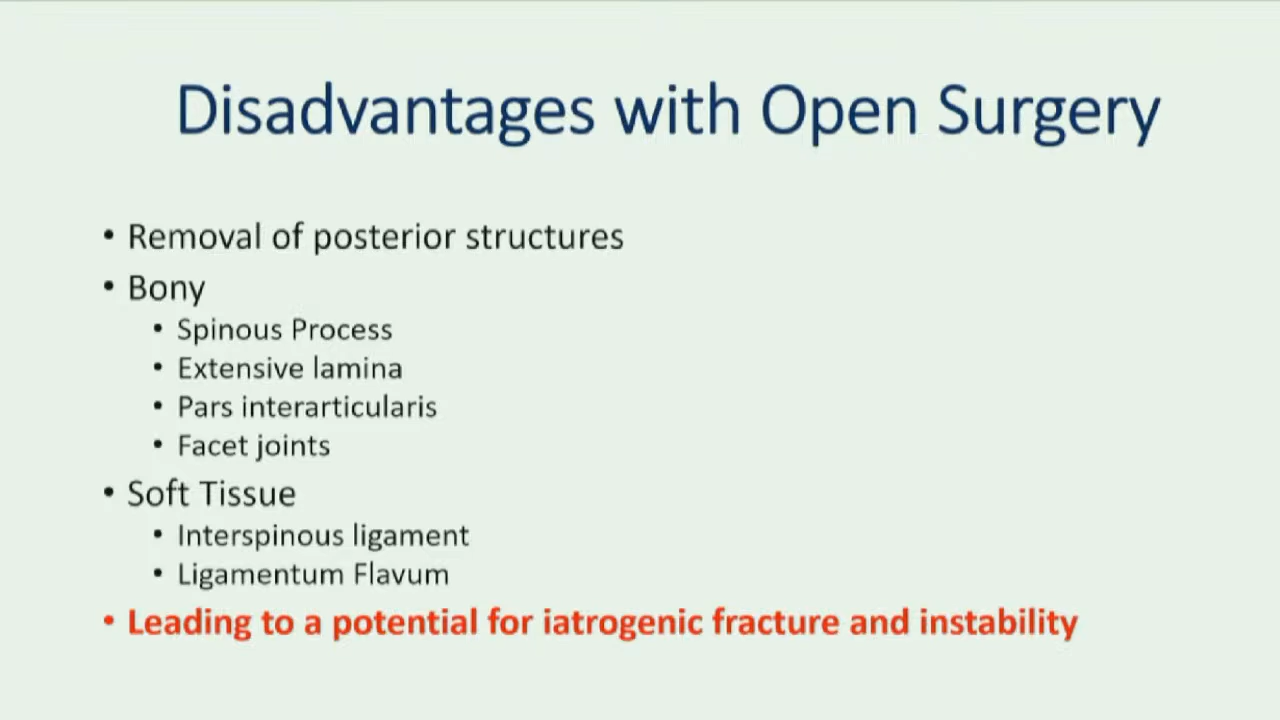 Disadvantages with Open Surgery
• Removal of posterior structures
• Bony
• Spinous Process
• Extensive lamina
• Pars interarticularis
• Facet joints
• Soft Tissue
• Interspinous ligament
• Ligamentum Flavum
• Leading to a potential for iatrogenic fracture and instability